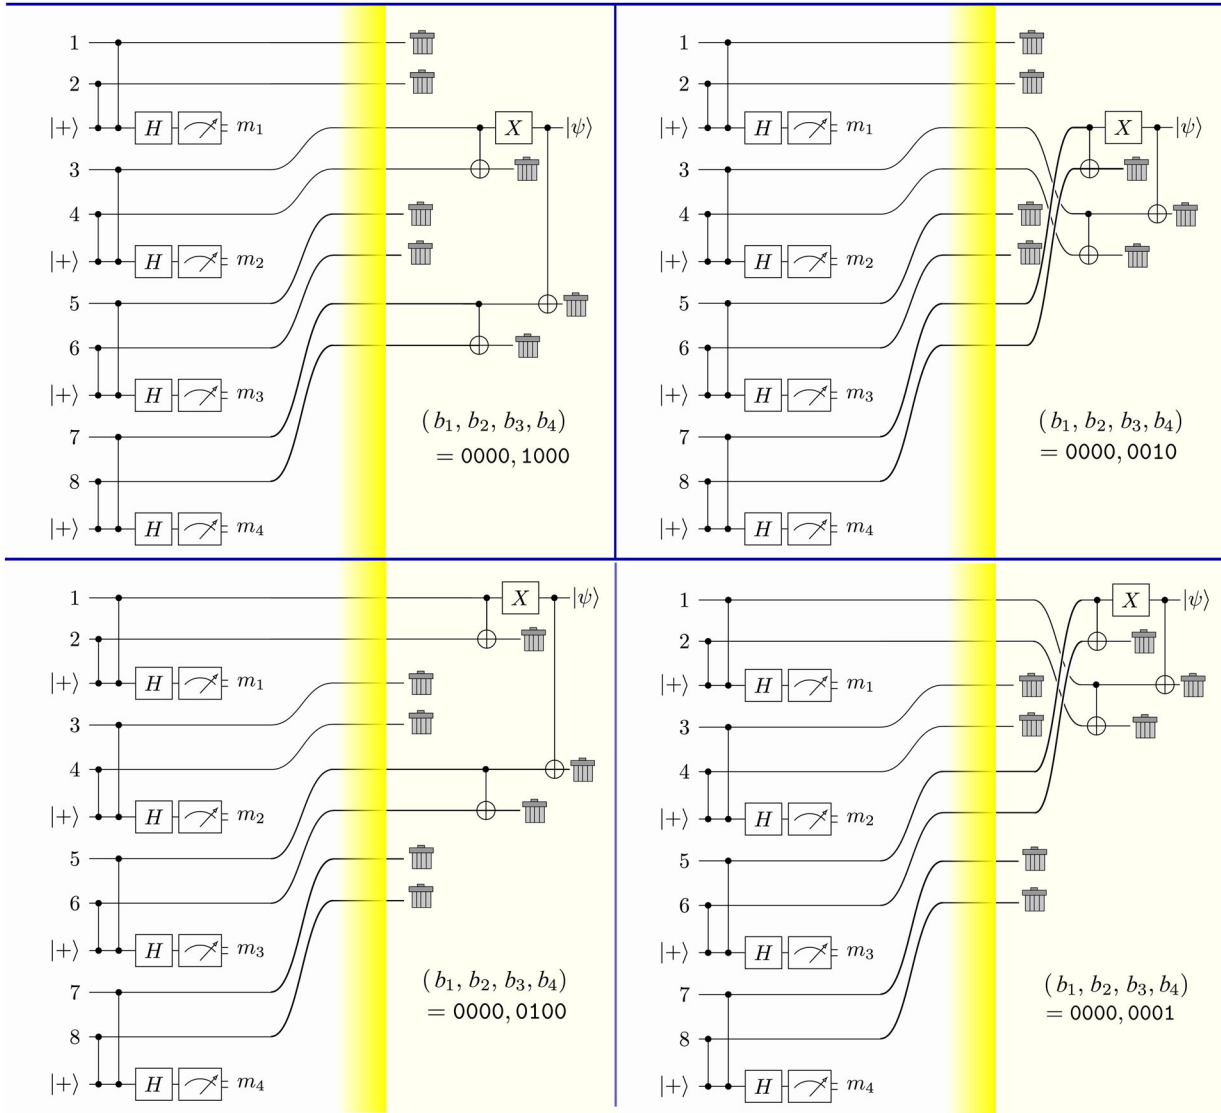 1
2
|+⟩ H m₁ X |ψ⟩
3
4
|+⟩ H m₂
5
6
|+⟩ H m₃
(b₁, b₂, b₃, b₄)
7
= 0000, 1000
8
|+⟩ H m₄
1
2
|+⟩ H m₁ X |ψ⟩
3
4
|+⟩ H m₂
5
6
|+⟩ H m₃
(b₁, b₂, b₃, b₄)
7
= 0000, 0010
8
|+⟩ H m₄
1 X |ψ⟩
2
|+⟩ H m₁
3
4
|+⟩ H m₂
5
6
|+⟩ H m₃
(b₁, b₂, b₃, b₄)
7
= 0000, 0100
8
|+⟩ H m₄
1 X |ψ⟩
2
|+⟩ H m₁
3
4
|+⟩ H m₂
5
6
|+⟩ H m₃
(b₁, b₂, b₃, b₄)
7
= 0000, 0001
8
|+⟩ H m₄